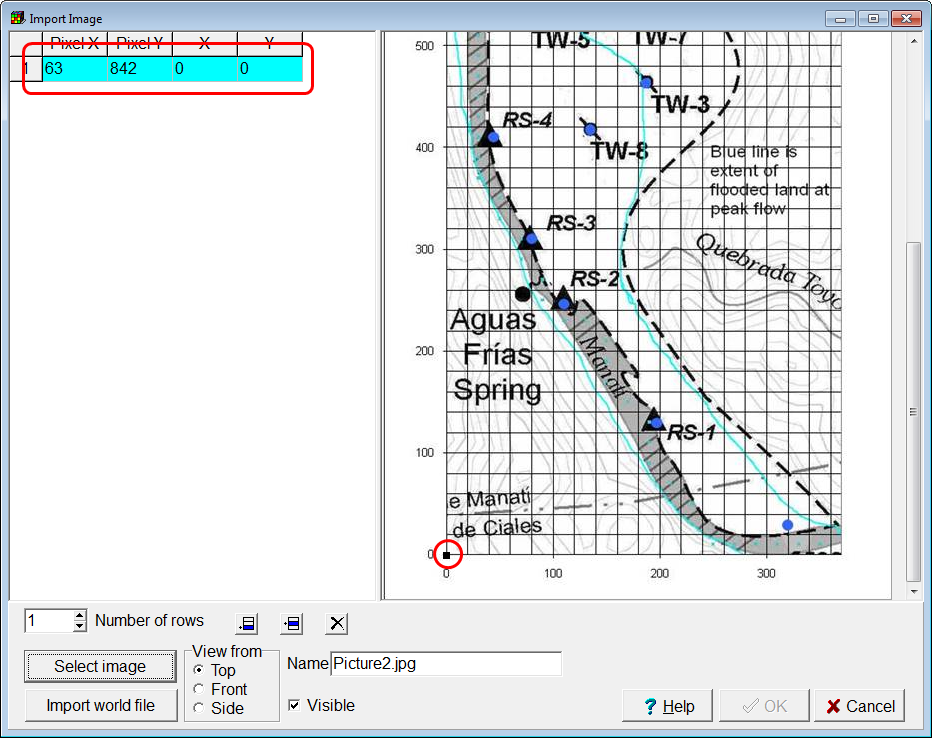 Import Image
Pixel X Pixel Y X Y
1 63 842 0 0
500
TW-5 TW-7
TW-3
RS-4
TW-8
400
Blue line is
extent of
flooded land at
peak flow
RS-3
300
Quebrada Toyo
RS-2
Aguas
Frías
Spring
200
Manatí
RS-1
100
e Manatí
de Ciales
0
0 100 200 300
1 Number of rows
Select image
Import world file
View from
Top
Front
Side
Name Picture2.jpg
Visible
? Help
OK
Cancel